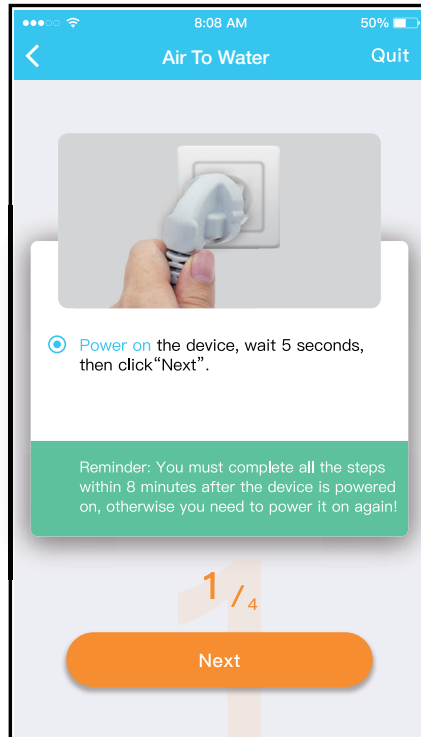 8:08 AM
50%
Air To Water
Quit
Power on the device, wait 5 seconds,
then click“Next”.
Reminder: You must complete all the steps
within 8 minutes after the device is powered
on, otherwise you need to power it on again!
1/4
Next